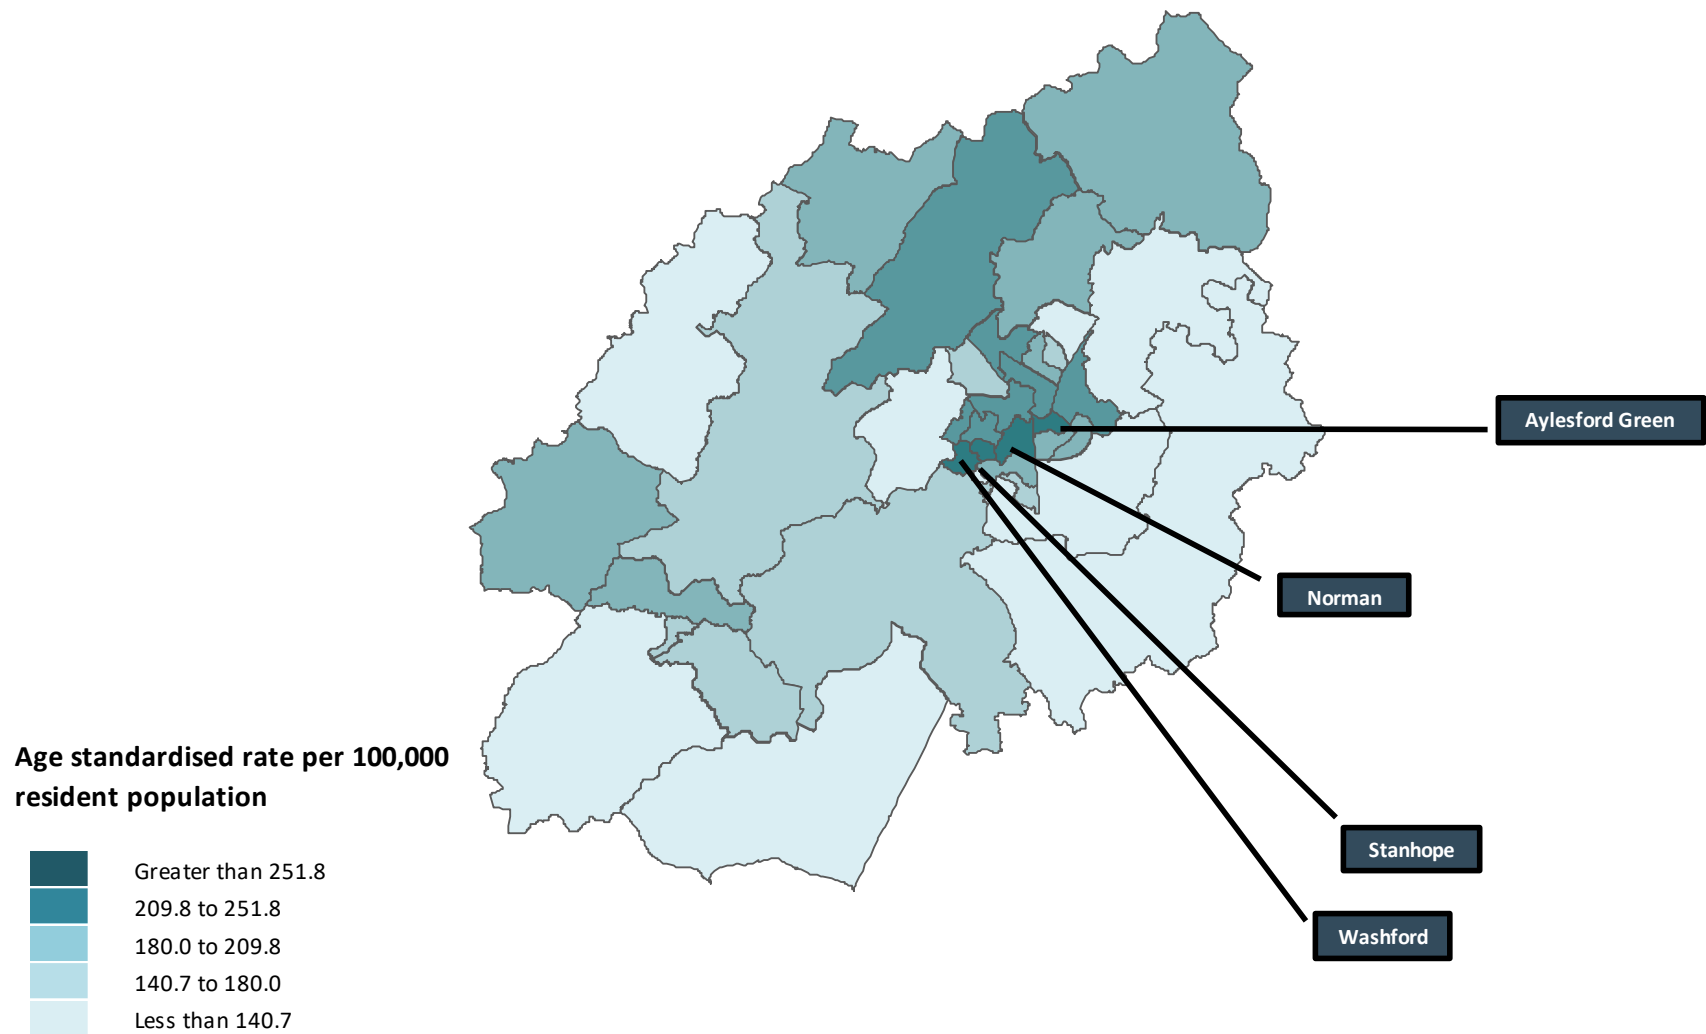 Aylesford Green
Norman
Age standardised rate per 100,000
resident population
Stanhope
Greater than 251.8
209.8 to 251.8
Washford
180.0 to 209.8
140.7 to 180.0
Less than 140.7